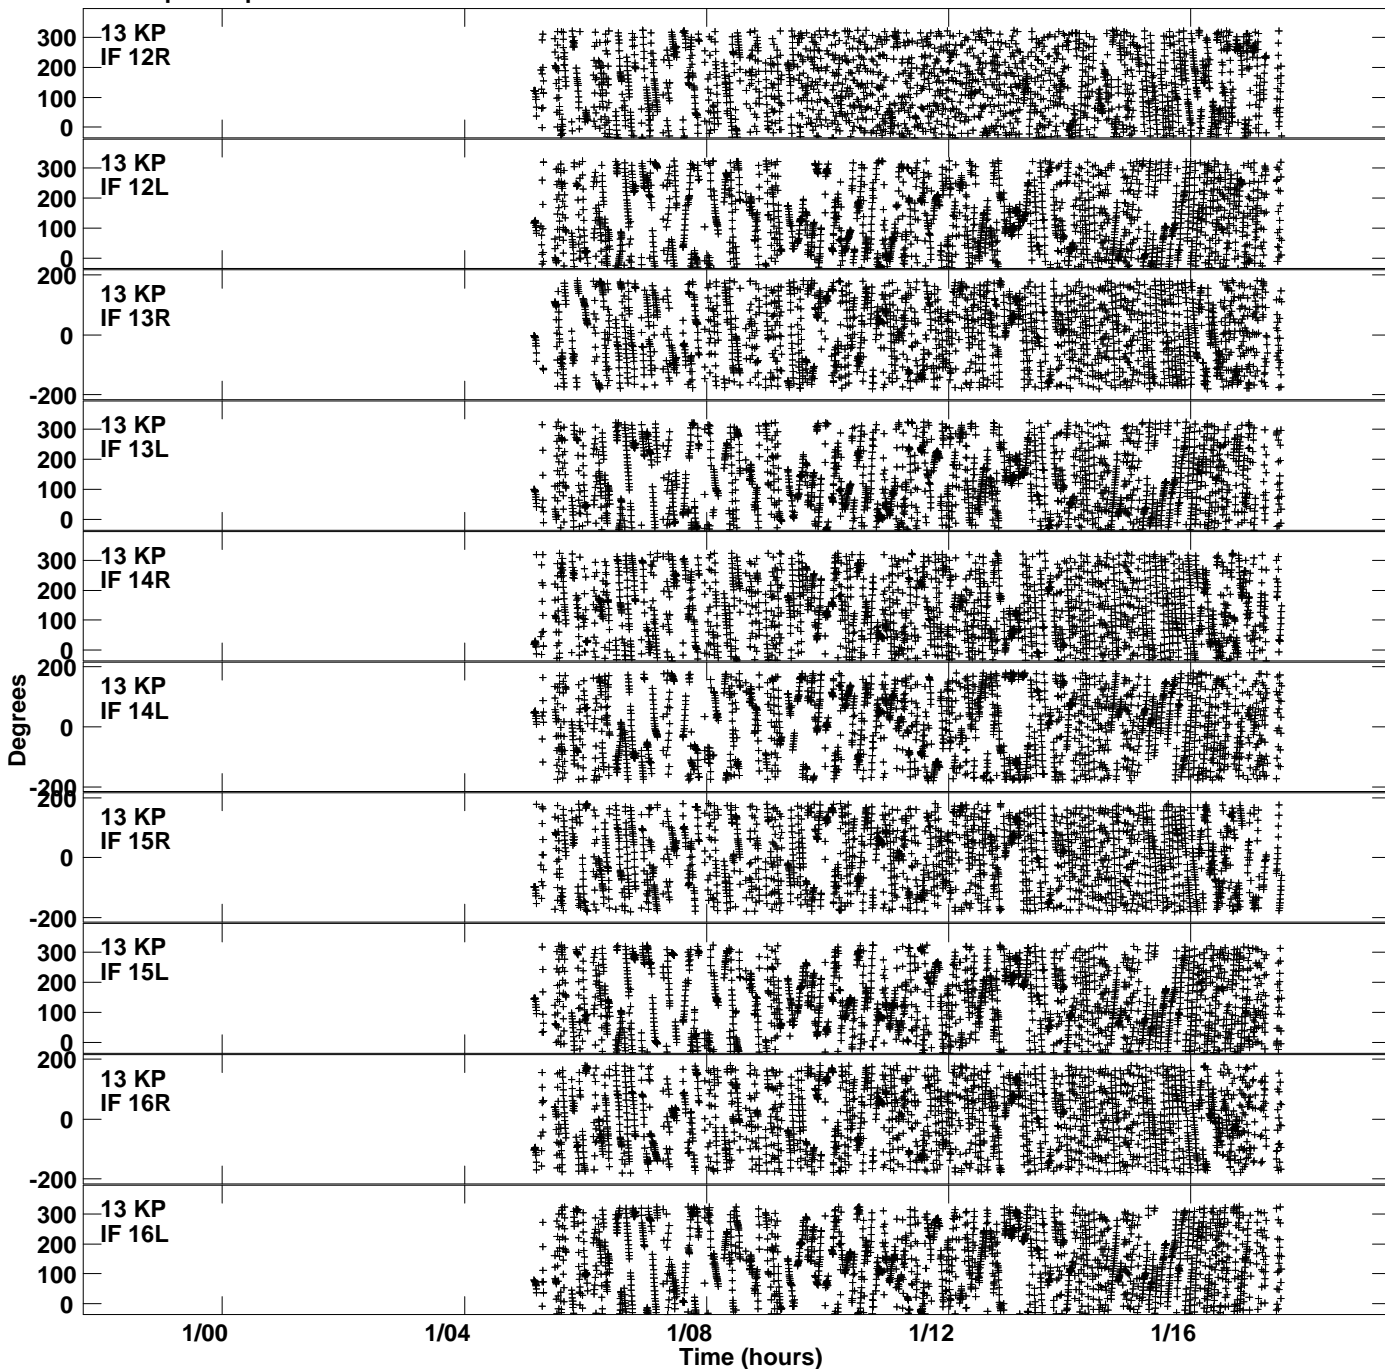 13 KP
IF 12R
300
200
100
0
13 KP
IF 12L
300
200
100
0
13 KP
IF 13R
200
0
-200
13 KP
IF 13L
300
200
100
0
13 KP
IF 14R
300
200
100
0
13 KP
IF 14L
200
0
-200
13 KP
IF 15R
200
0
-200
13 KP
IF 15L
300
200
100
0
13 KP
IF 16R
200
0
-200
13 KP
IF 16L
300
200
100
0
Degrees
1/00 1/04 1/08 1/12 1/16
Time (hours)